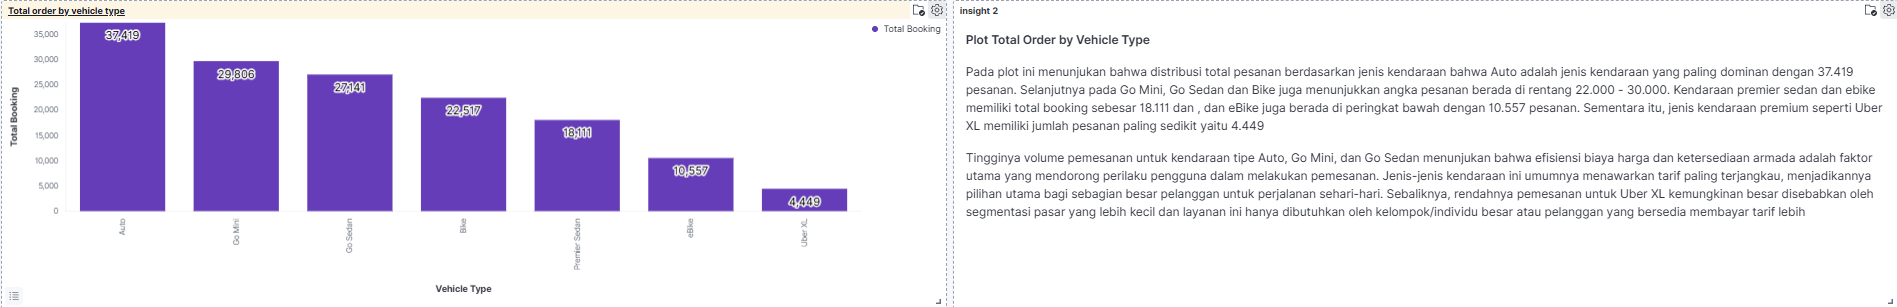 Total order by vehicle type
Total Booking
35,000
30,000
25,000
20,000
15,000
10,000
5,000
0
Total Booking
37,419
29,806
27,141
22,517
18,111
10,557
4,449
Auto
Go Mini
Go Sedan
Bike
Premier Sedan
eBike
Uber XL
Vehicle Type
insight 2
Plot Total Order by Vehicle Type
Pada plot ini menunjukan bahwa distribusi total pesanan berdasarkan jenis kendaraan bahwa Auto adalah jenis kendaraan yang paling dominan dengan 37.419
pesanan. Selanjutnya pada Go Mini, Go Sedan dan Bike juga menunjukkan angka pesanan berada di rentang 22.000 - 30.000. Kendaraan premier sedan dan ebike
memiliki total booking sebesar 18.111 dan , dan eBike juga berada di peringkat bawah dengan 10.557 pesanan. Sementara itu, jenis kendaraan premium seperti Uber
XL memiliki jumlah pesanan paling sedikit yaitu 4.449
Tingginya volume pemesanan untuk kendaraan tipe Auto, Go Mini, dan Go Sedan menunjukan bahwa efisiensi biaya harga dan ketersediaan armada adalah faktor
utama yang mendorong perilaku pengguna dalam melakukan pemesanan. Jenis-jenis kendaraan ini umumnya menawarkan tarif paling terjangkau, menjadikannya
pilihan utama bagi sebagian besar pelanggan untuk perjalanan sehari-hari. Sebaliknya, rendahnya pemesanan untuk Uber XL kemungkinan besar disebabkan oleh
segmentasi pasar yang lebih kecil dan layanan ini hanya dibutuhkan oleh kelompok/individu besar atau pelanggan yang bersedia membayar tarif lebih